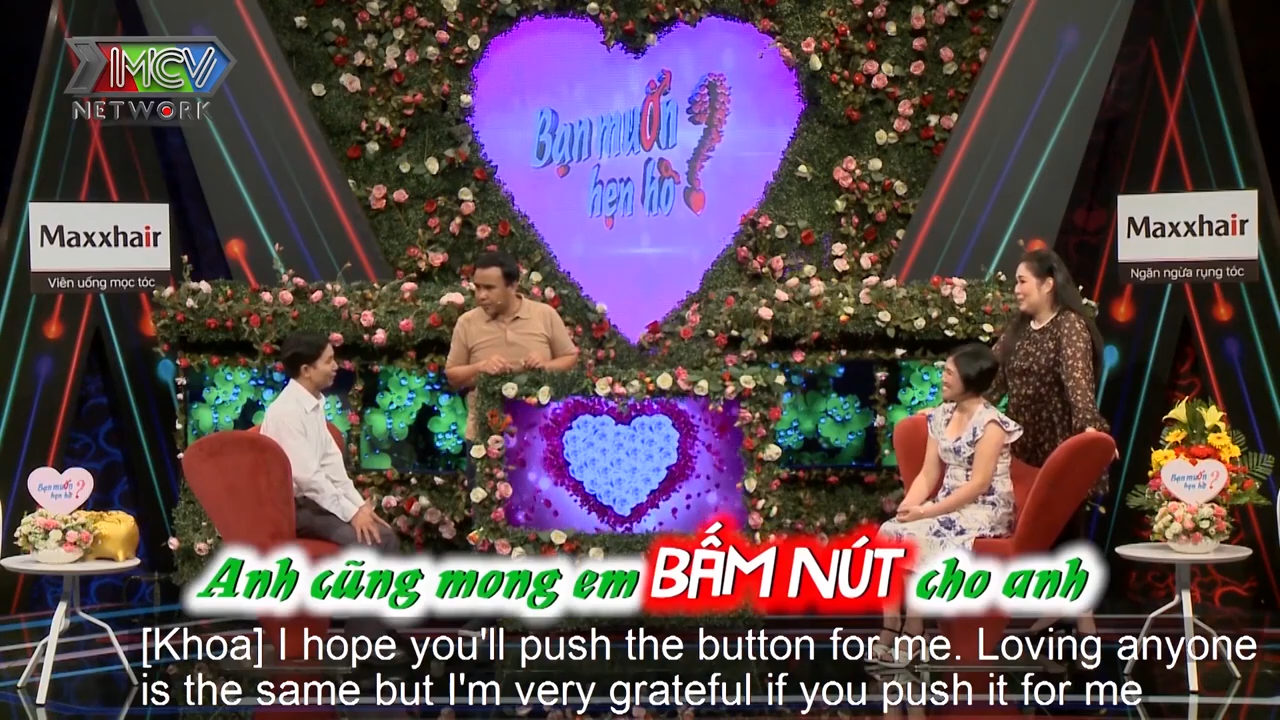 MCV
NETWORK
Bạn muốn
hẹn hò ?
Maxxhair
Viên uống mọc tóc
Maxxhair
Ngăn ngừa rụng tóc
Bạn muốn
hẹn hò ?
Bạn muốn
hẹn hò ?
Anh cũng mong em BẤM NÚT cho anh
[Khoa] I hope you'll push the button for me. Loving anyone
is the same but I'm very grateful if you push it for me